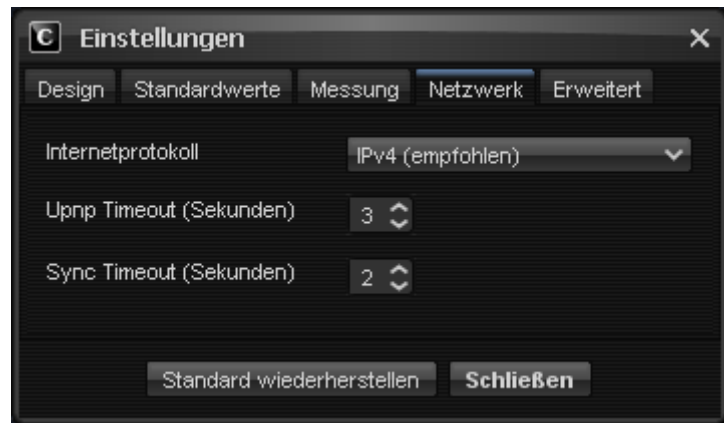 C Einstellungen
Design Standardwerte Messung Netzwerk Erweitert
Internetprotokoll IPv4 (empfohlen)
Upnp Timeout (Sekunden) 3
Sync Timeout (Sekunden) 2
Standard wiederherstellen Schließen